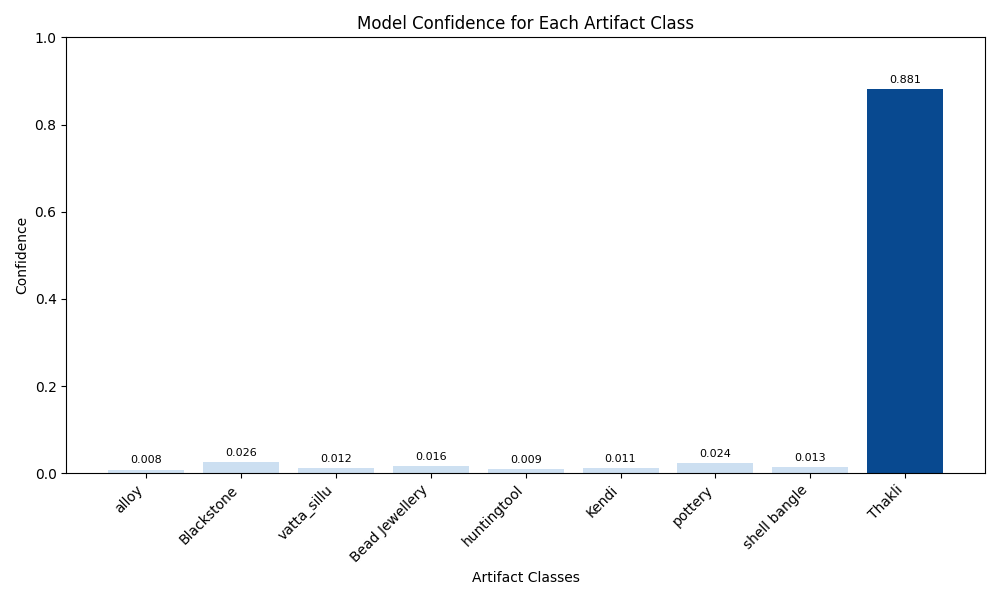 Model Confidence for Each Artifact Class
Confidence
1.0
0.8
0.6
0.4
0.2
0.0
0.008
0.026
0.012
0.016
0.009
0.011
0.024
0.013
0.881
alloy
Blackstone
vatta_sillu
Bead Jewellery
huntingtool
Kendi
pottery
shell bangle
Thakli
Artifact Classes